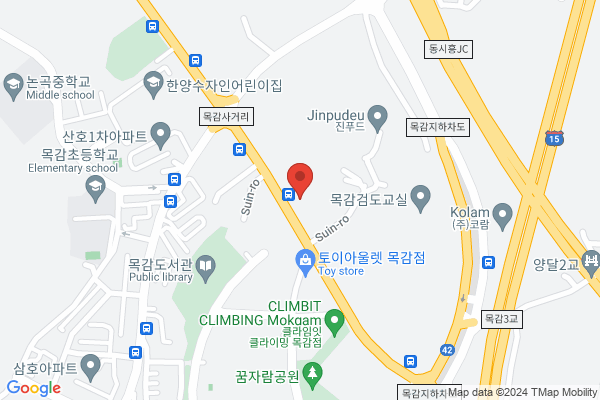 동시흥JC
논곡중학교
Middle school
한양수자인어린이집
목감사거리
Jinpudeu
진푸드
목감지하차도
산호1차아파트
15
목감초등학교
Elementary school
Suin-ro
목감검도교실
Kolam
(주)코람
Suin-ro
목감도서관
Public library
토이아울렛 목감점
Toy store
양달2교
CLIMBIT
CLIMBING Mokgam
클라임잇
클라이밍 목감점
목감3교
42
삼호아파트
꿈자람공원
Google
목감지하차
Map data ©2024 TMap Mobility